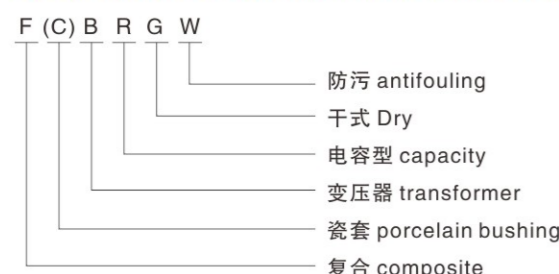 F (C) B R G W
防污 antifouling
干式 Dry
电容型 capacity
变压器 transformer
瓷套 porcelain bushing
复合 composite